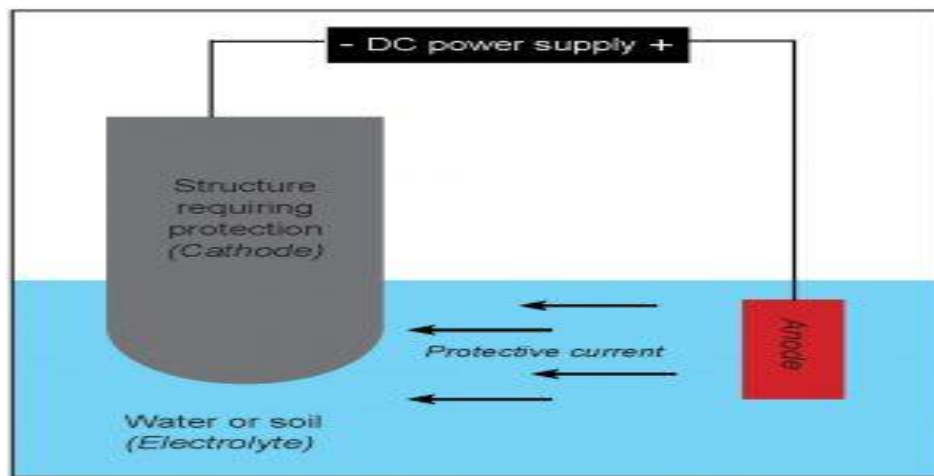 - DC power supply +
Structure
requiring
protection
(Cathode)
Anode
Protective current
Water or soil
(Electrolyte)